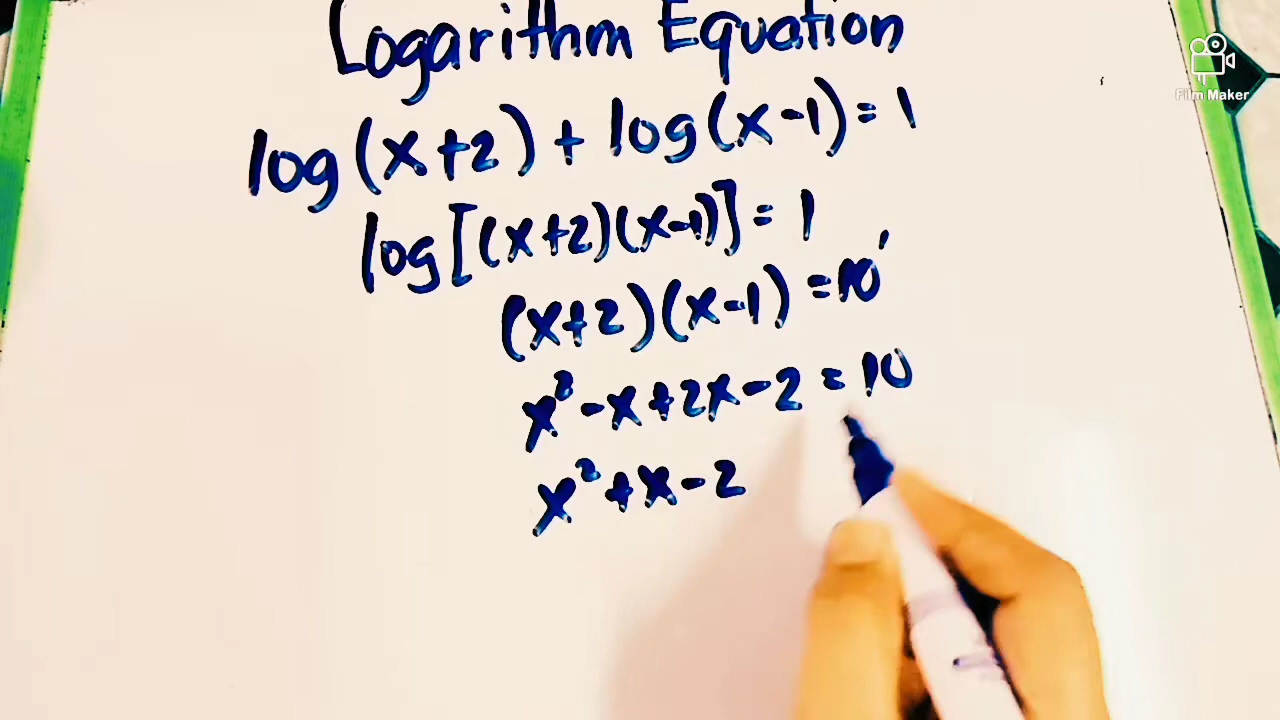 Logarithm Equation
Film Maker
log(x+2) + log(x-1) = 1
log[(x+2)(x-1)] = 1
(x+2)(x-1) = 10¹
x² - x + 2x - 2 = 10
x² + x - 2